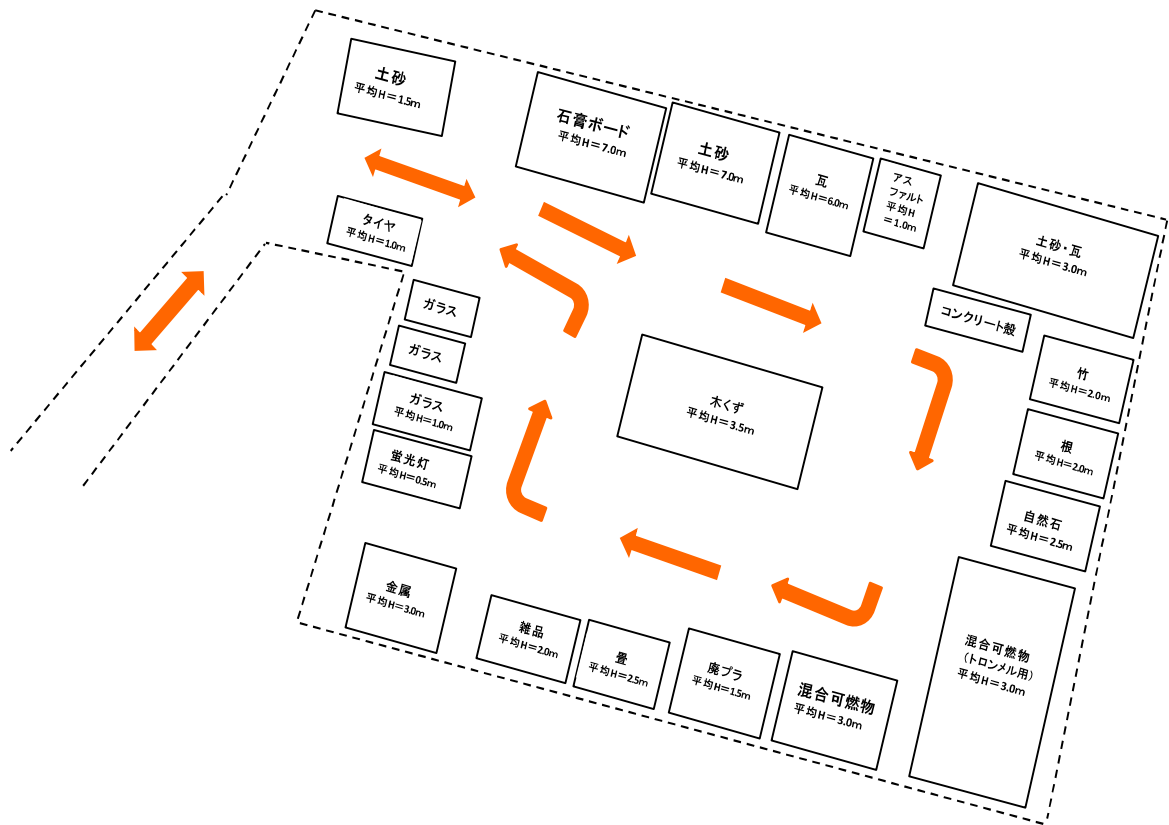 土砂
平均H＝1.5m
石膏ボード
平均H＝7.0m
土砂
平均H＝7.0m
瓦
平均H＝6.0m
アス
ファルト
平均H
＝1.0m
土砂・瓦
平均H＝3.0m
タイヤ
平均H＝1.0m
ガラス
コンクリート殻
ガラス
竹
平均H＝2.0m
ガラス
平均H＝1.0m
木くず
平均H＝3.5m
根
平均H＝2.0m
蛍光灯
平均H＝0.5m
自然石
平均H＝2.5m
金属
平均H＝3.0m
雑品
平均H＝2.0m
畳
平均H＝2.5m
廃プラ
平均H＝1.5m
混合可燃物
平均H＝3.0m
混合可燃物
（トロンメル用）
平均H＝3.0m